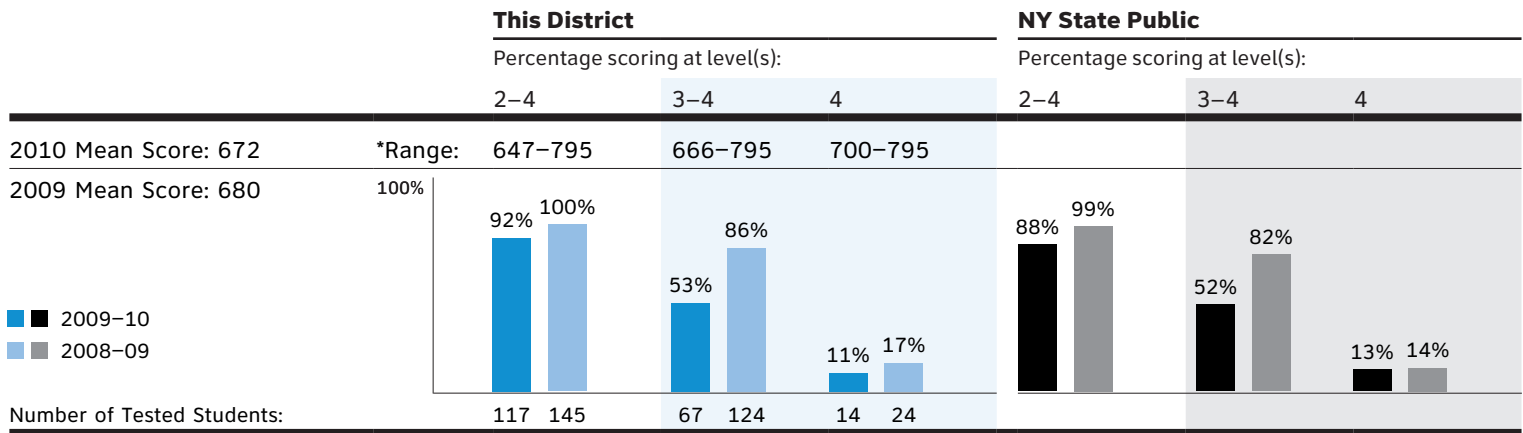 This District NY State Public
Percentage scoring at level(s): Percentage scoring at level(s):
2–4 3–4 4 2–4 3–4 4
2010 Mean Score: 672 *Range: 647–795 666–795 700–795
2009 Mean Score: 680 100%
92% 100% 53% 86% 11% 17% 88% 99% 52% 82% 13% 14%
2009–10
2008–09
Number of Tested Students: 117 145 67 124 14 24